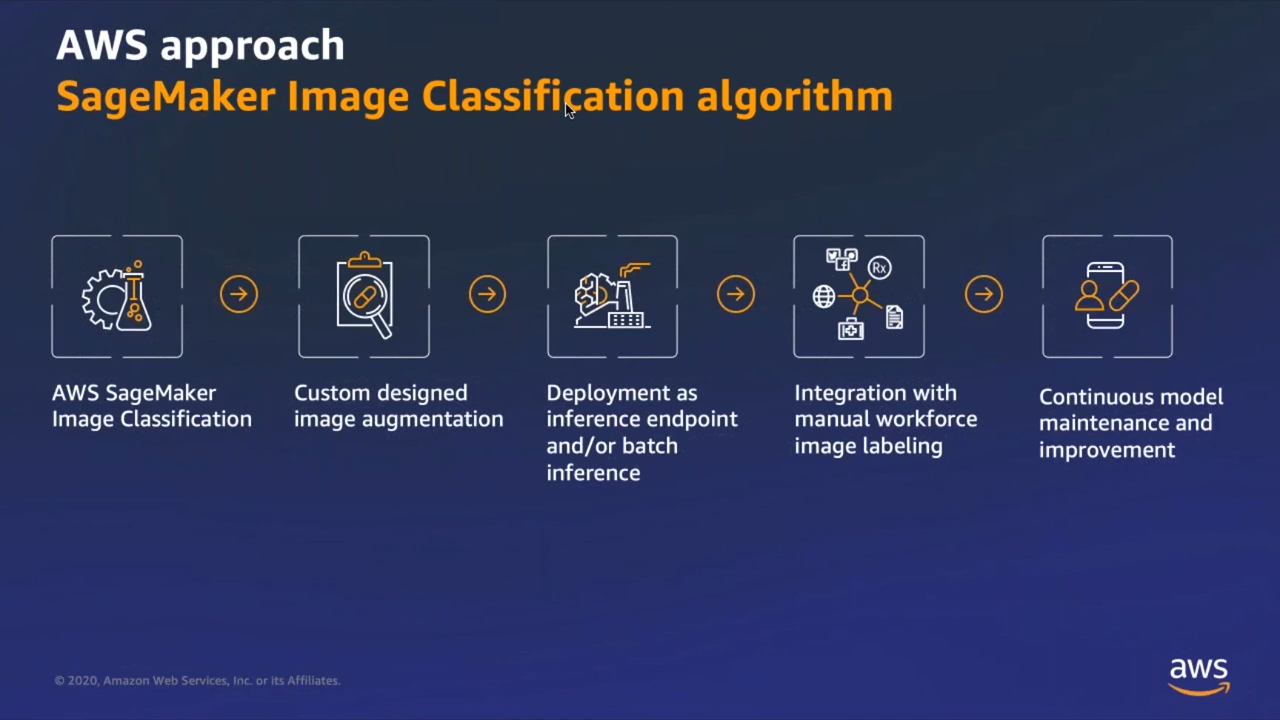 AWS approach
SageMaker Image Classification algorithm
Rx
AWS SageMaker
Image Classification
Custom designed
image augmentation
Deployment as
inference endpoint
and/or batch
inference
Integration with
manual workforce
image labeling
Continuous model
maintenance and
improvement
© 2020, Amazon Web Services, Inc. or its Affiliates.
aws